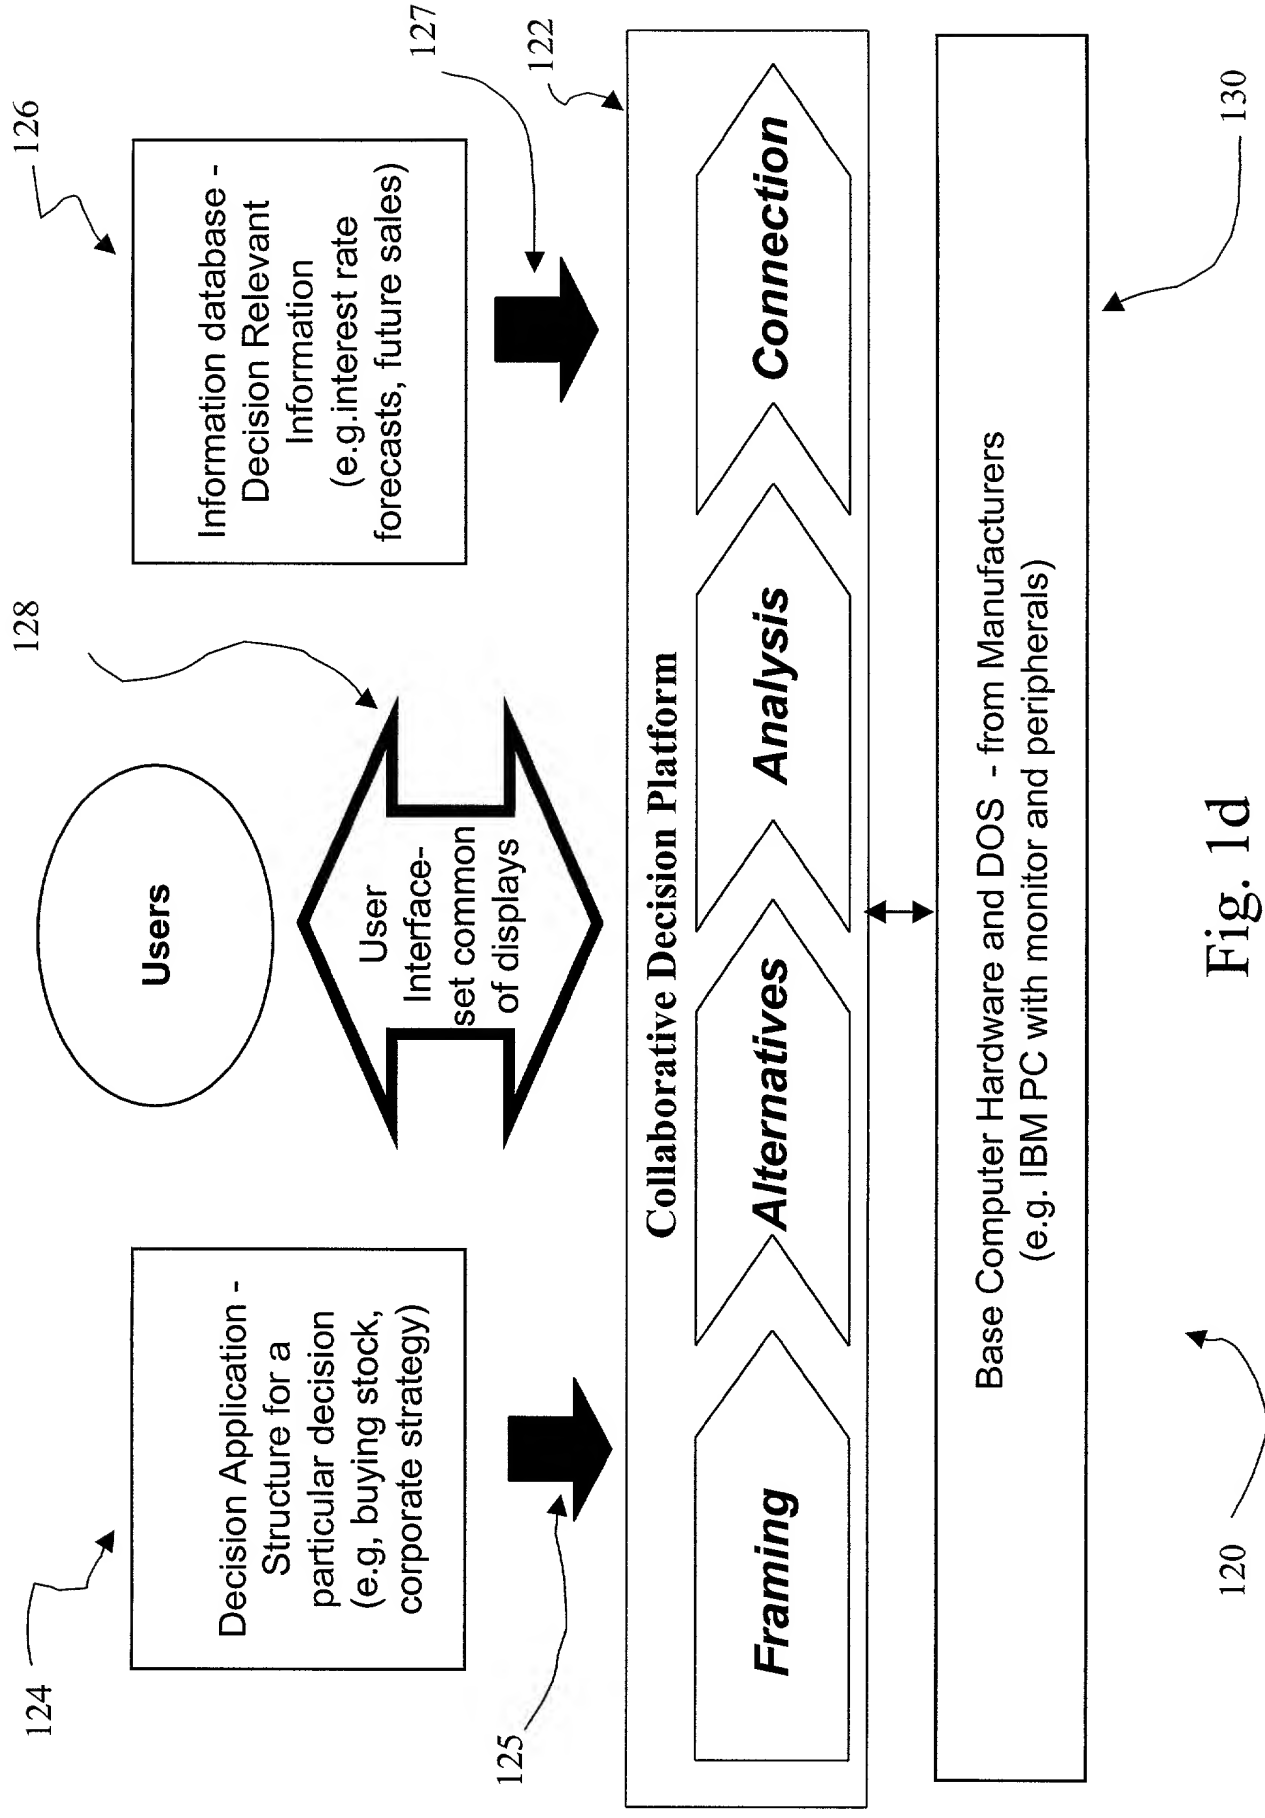 124
Decision Application -
Structure for a
particular decision
(e.g, buying stock,
corporate strategy)
125
Users
128
User
Interface-
set common
of displays
126
Information database -
Decision Relevant
Information
(e.g.interest rate
forecasts, future sales)
127
122
Collaborative Decision Platform
Framing
Alternatives
Analysis
Connection
Base Computer Hardware and DOS - from Manufacturers
(e.g. IBM PC with monitor and peripherals)
130
120
Fig. 1d